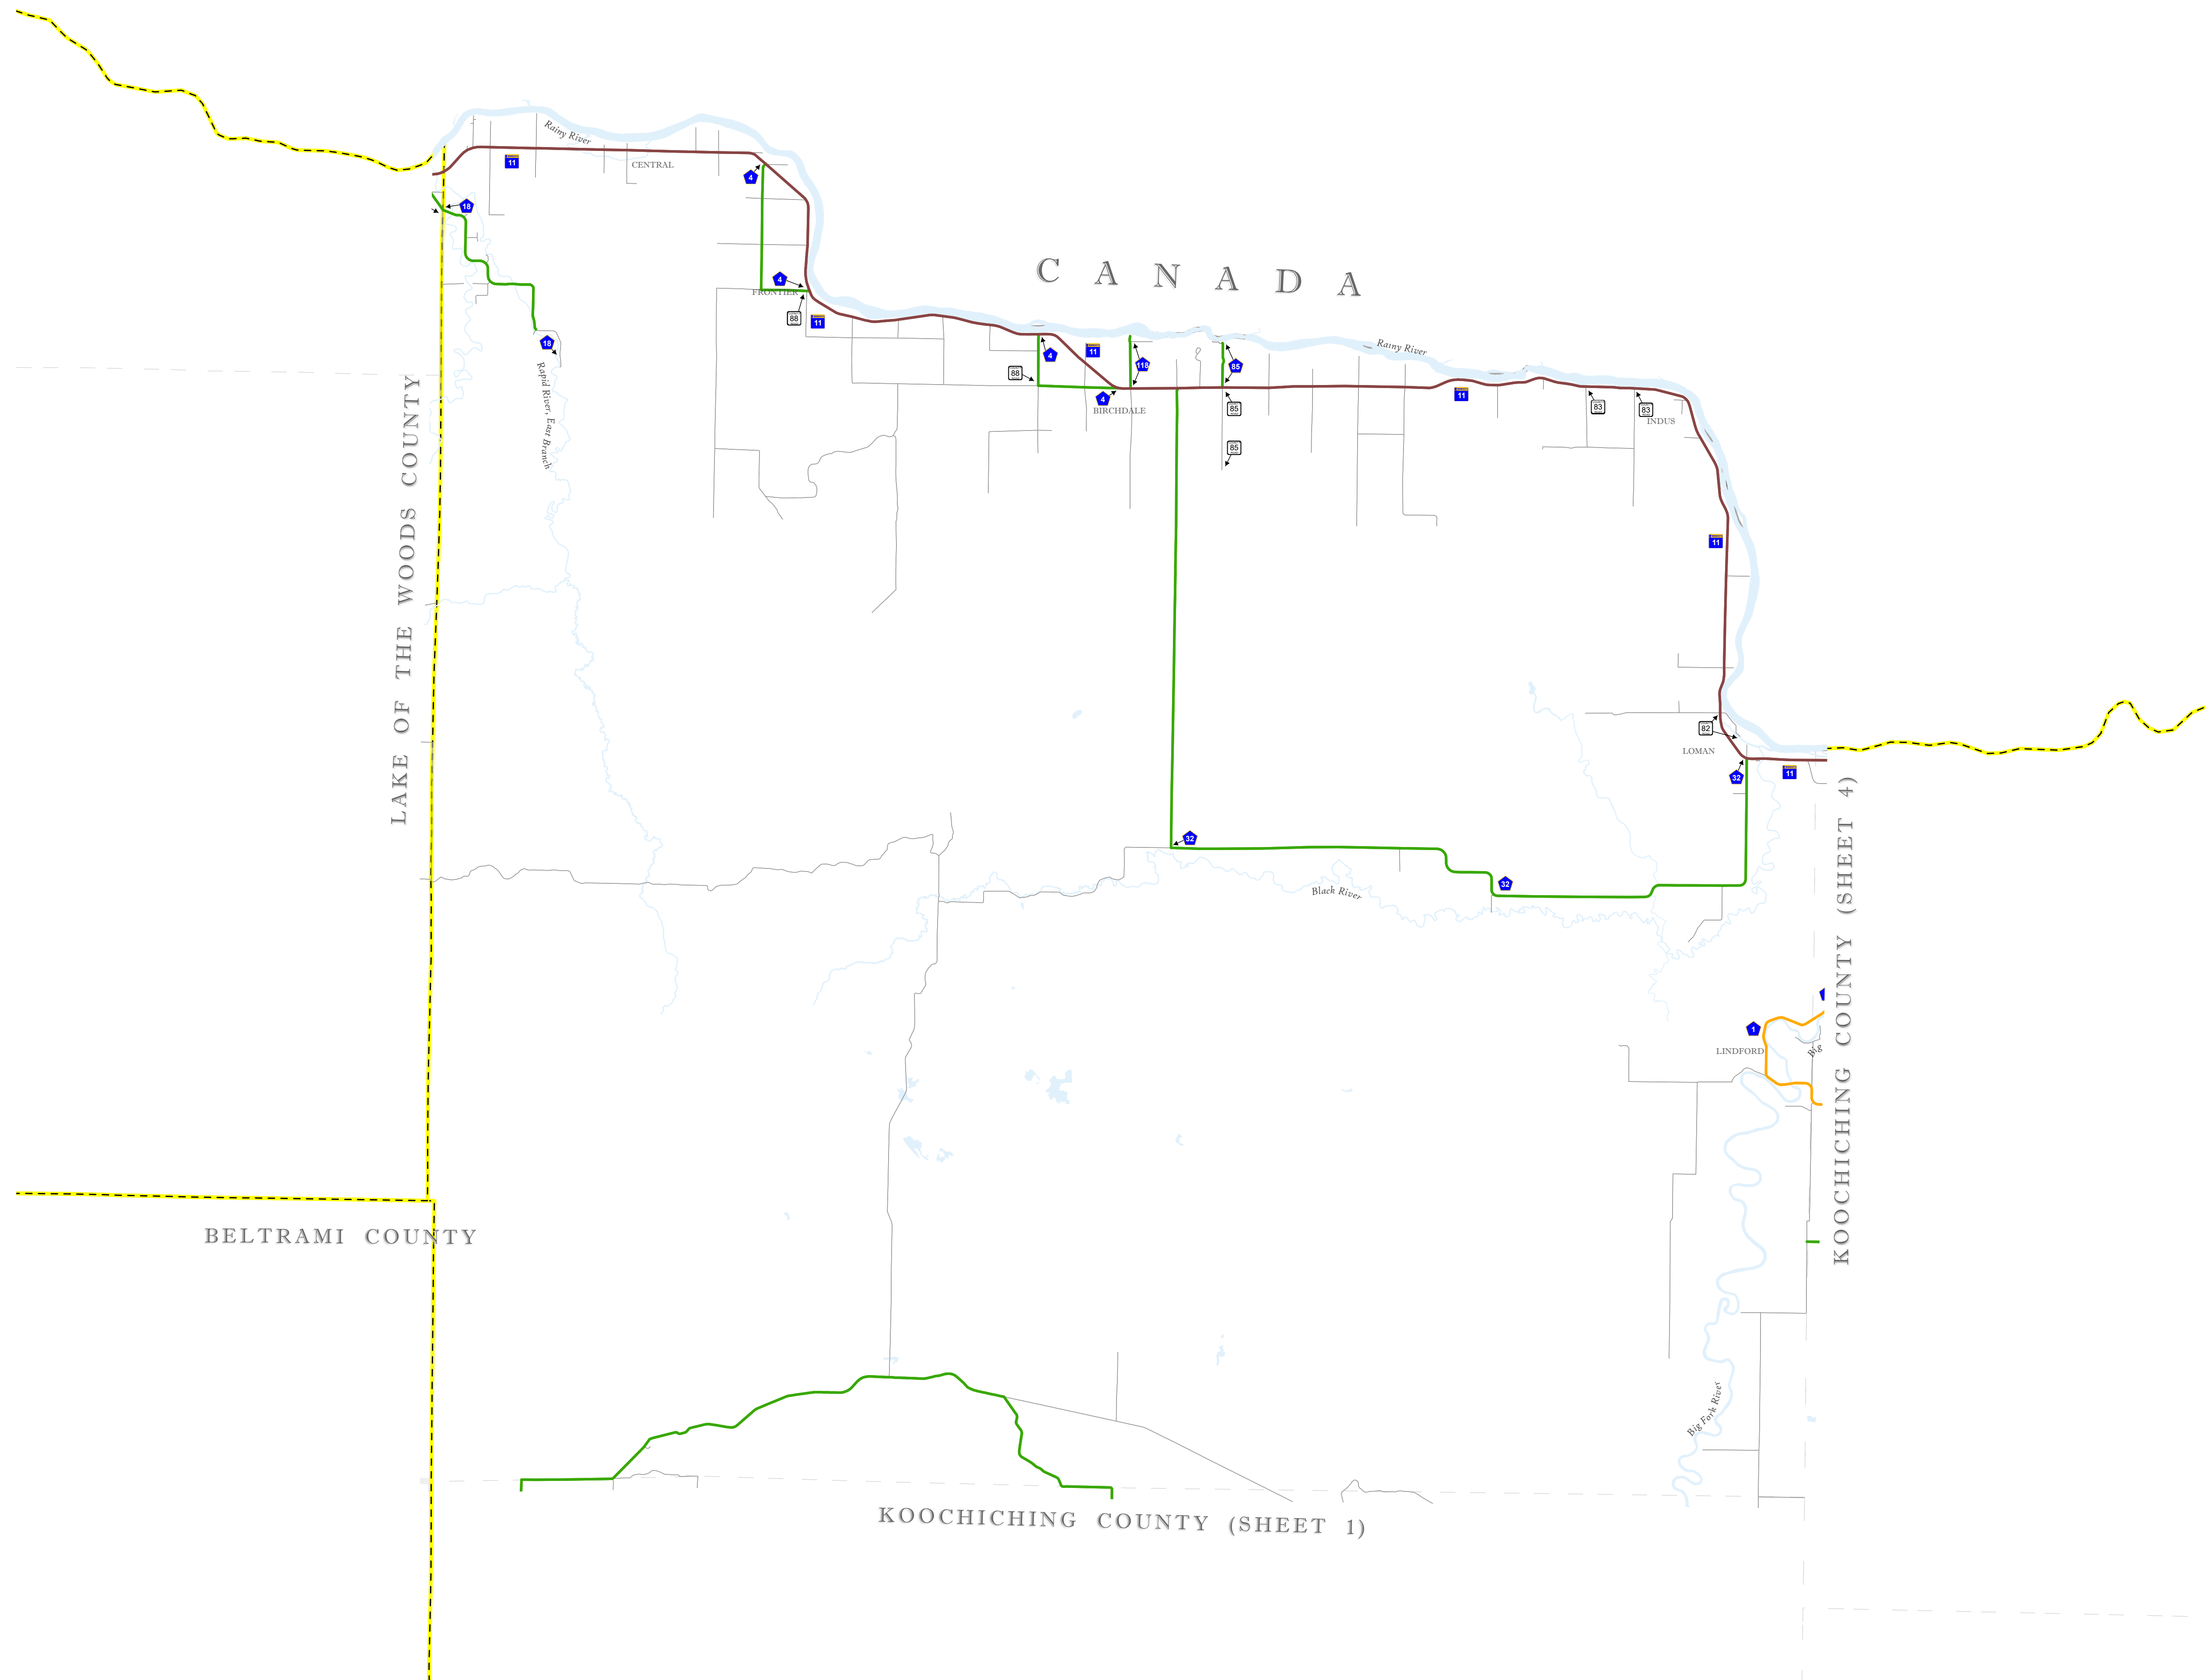 Rainy River
11
CENTRAL
4
18
CANADA
4
FRONTIER
88
11
18
Rapid River, East Branch
Rainy River
11
4
118
85
88
4
BIRCHDALE
85
85
11
83
83
INDUS
11
LAKE OF THE WOODS COUNTY
82
LOMAN
32
11
32
32
Black River
KOOCHICHING COUNTY (SHEET 4)
1
LINDFORD
Big
BELTRAMI COUNTY
Big Fork River
KOOCHICHING COUNTY (SHEET 1)